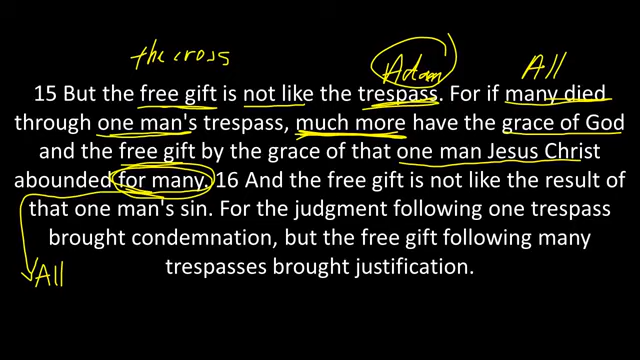 the cross
Adam
All
15 But the free gift is not like the trespass. For if many died
through one man's trespass, much more have the grace of God
and the free gift by the grace of that one man Jesus Christ
abounded for many. 16 And the free gift is not like the result of
that one man's sin. For the judgment following one trespass
brought condemnation, but the free gift following many
trespasses brought justification.
All